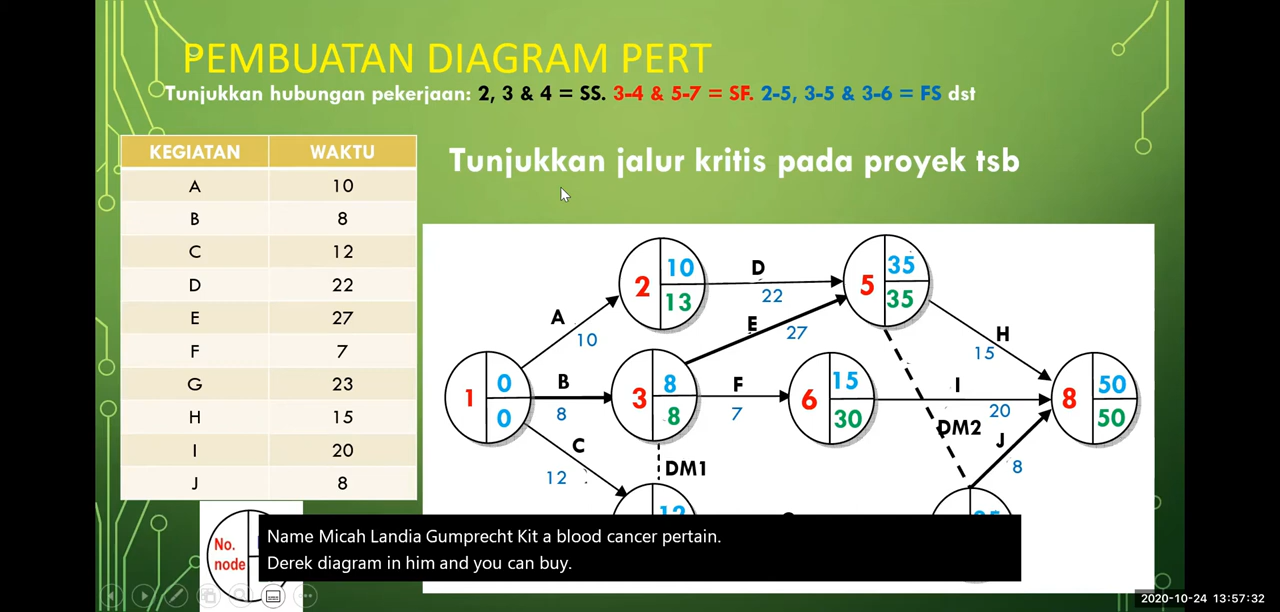 PEMBUATAN DIAGRAM PERT
Tunjukkan hubungan pekerjaan: 2, 3 & 4 = SS. 3-4 & 5-7 = SF. 2-5, 3-5 & 3-6 = FS dst
KEGIATAN WAKTU
A 10
B 8
C 12
D 22
E 27
F 7
G 23
H 15
I 20
J 8
Tunjukkan jalur kritis pada proyek tsb
2 10 13
D 22
5 35 35
A 10
E 27
H 15
1 0 0
B 8
3 8 8
F 7
6 15 30
I 20
8 50 50
C 12
DM1
DM2
J 8
12
No.
node
Name Micah Landia Gumprecht Kit a blood cancer pertain.
Derek diagram in him and you can buy.
2020-10-24 13:57:32